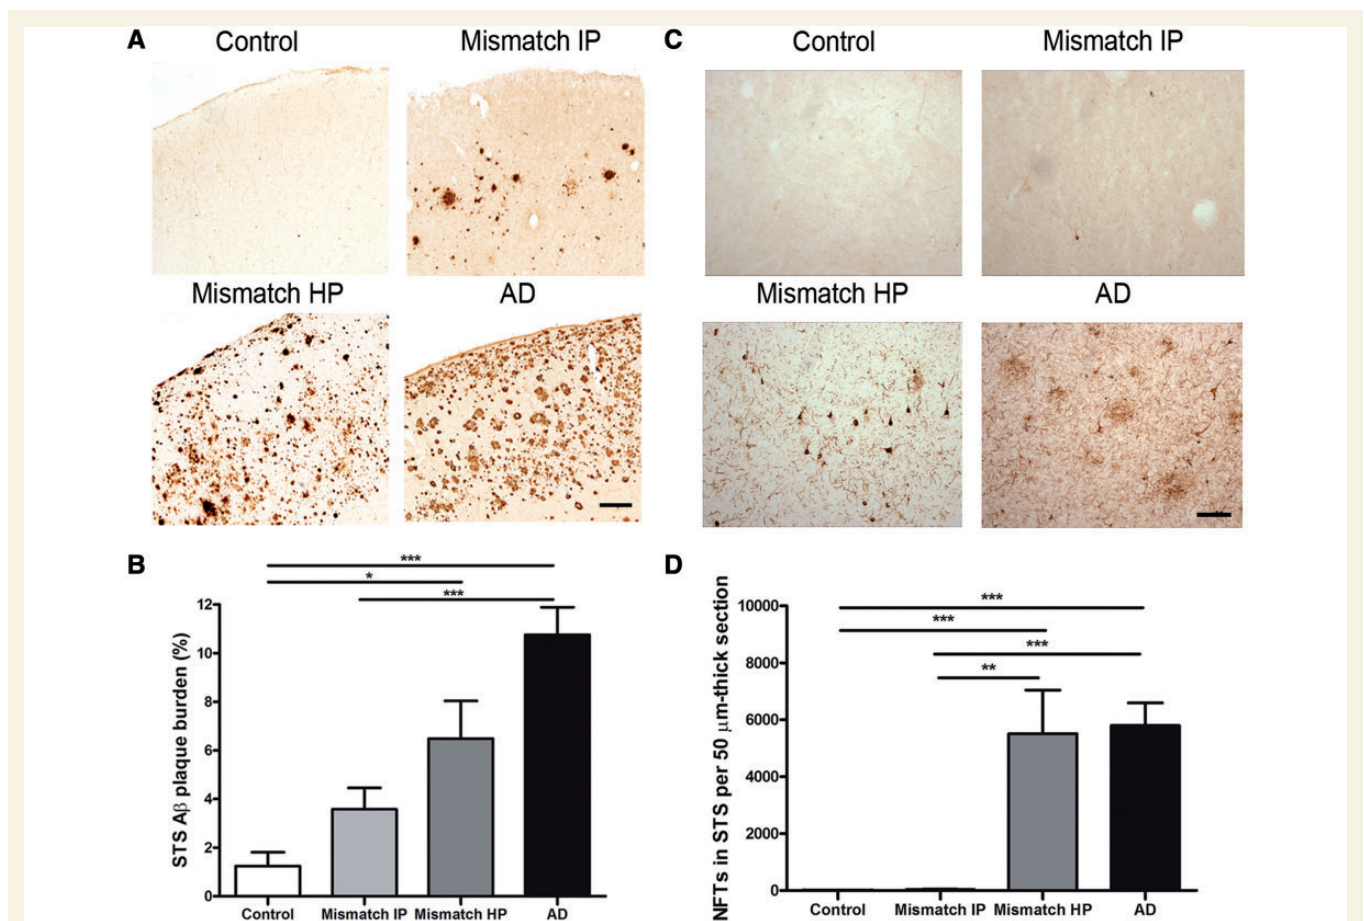 A
Control
Mismatch IP
Mismatch HP
AD
C
Control
Mismatch IP
Mismatch HP
AD
B
***
*
***
STS Aβ plaque burden (%)
12
10
8
6
4
2
0
Control
Mismatch IP
Mismatch HP
AD
D
***
***
***
**
NFTs in STS per 50 μm-thick section
10000
8000
6000
4000
2000
0
Control
Mismatch IP
Mismatch HP
AD